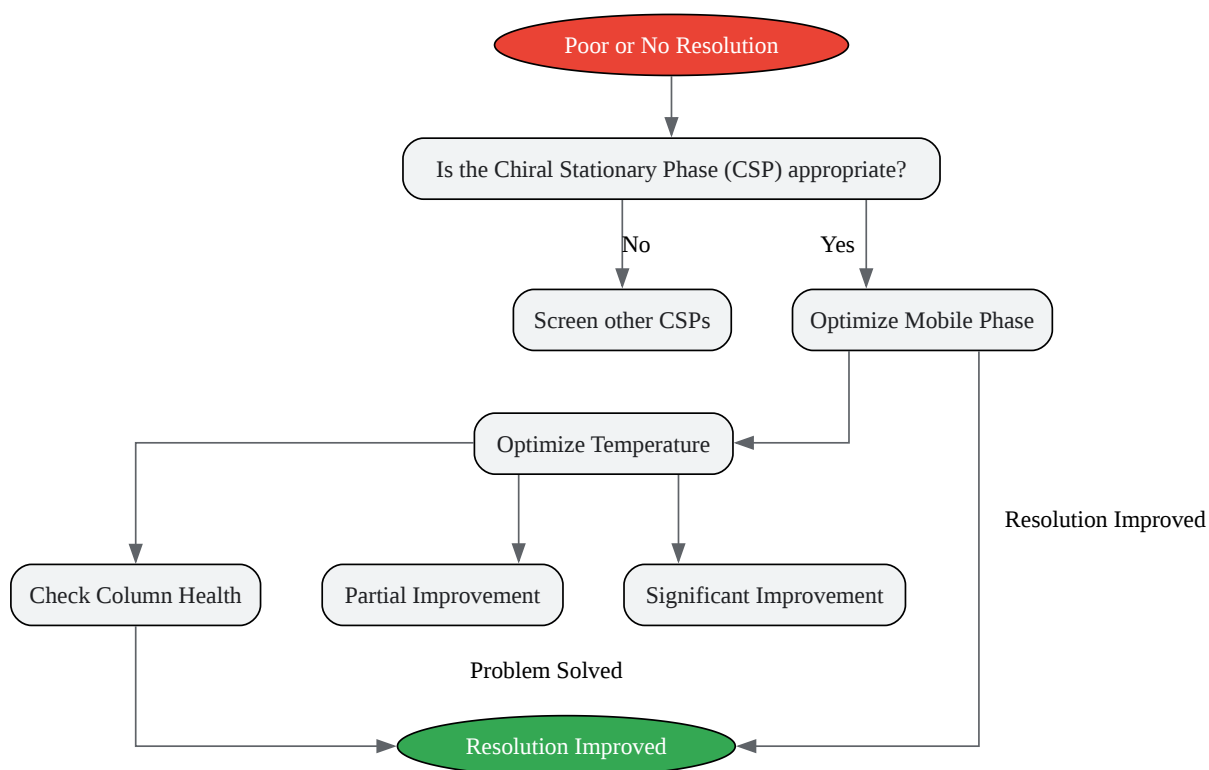 Poor or No Resolution
Is the Chiral Stationary Phase (CSP) appropriate?
No
Yes
Screen other CSPs
Optimize Mobile Phase
Optimize Temperature
Resolution Improved
Check Column Health
Partial Improvement
Significant Improvement
Problem Solved
Resolution Improved